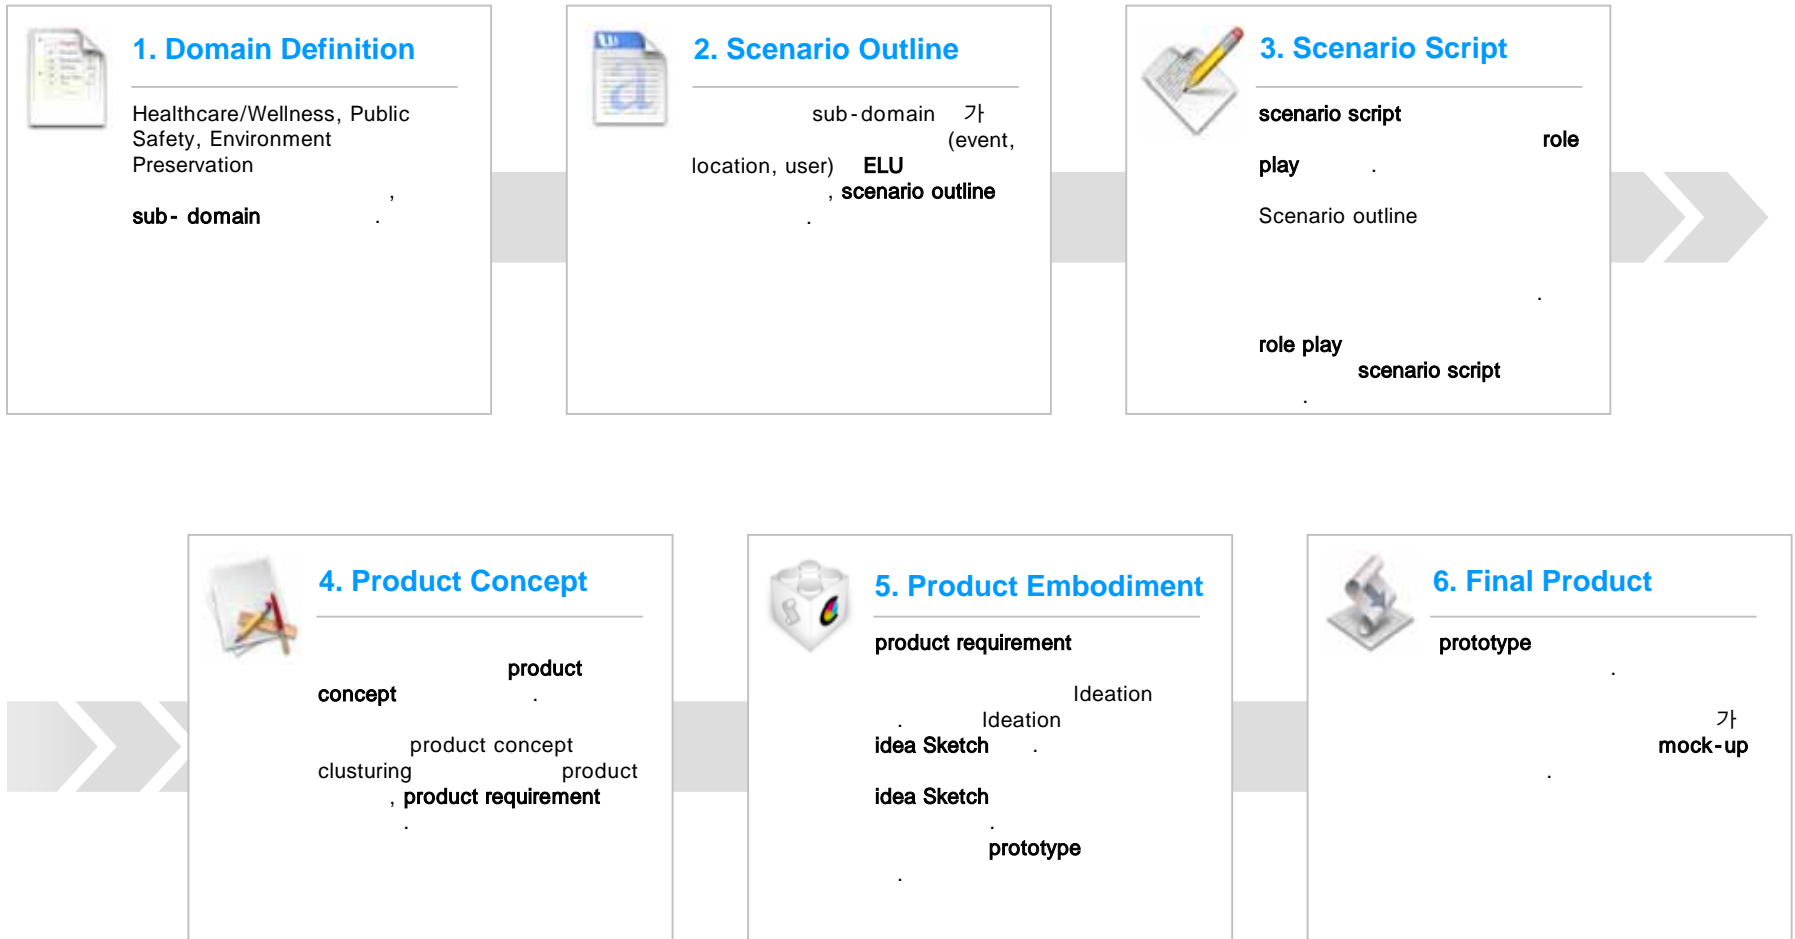 1. Domain Definition
Healthcare/Wellness, Public
Safety, Environment
Preservation
,
sub- domain .
2. Scenario Outline
sub-domain 가
(event,
location, user) ELU
, scenario outline
.
3. Scenario Script
scenario script
role
play .
Scenario outline
.
role play
scenario script
.
4. Product Concept
product
concept .
product concept
clusturing product
, product requirement
.
5. Product Embodiment
product requirement
Ideation
. Ideation
idea Sketch .
idea Sketch
.
prototype
.
6. Final Product
prototype
.
가
mock-up
.